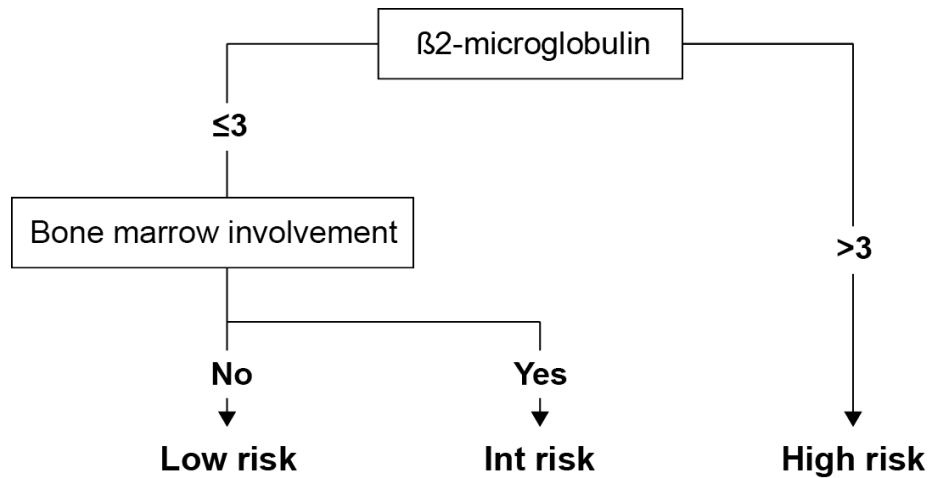 ß2-microglobulin
≤3
Bone marrow involvement
>3
No
Yes
Low risk
Int risk
High risk